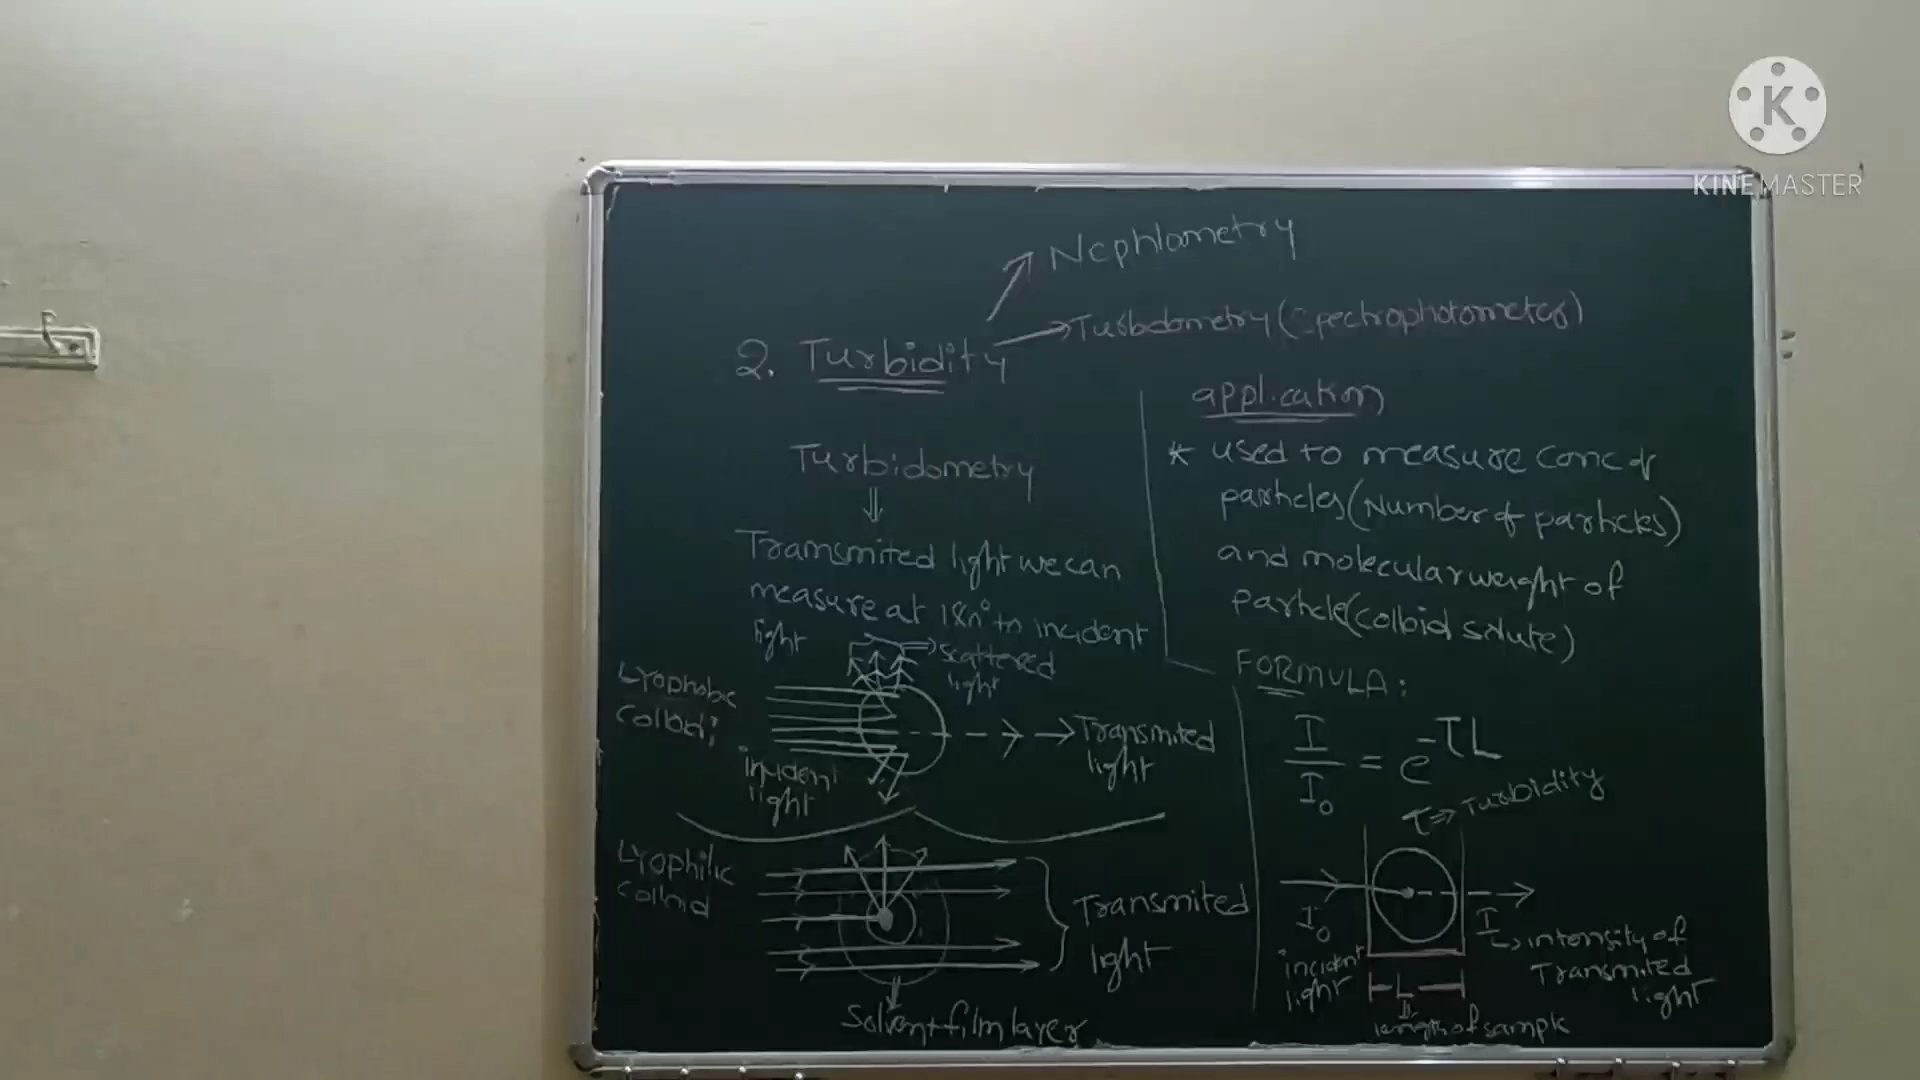 K
KINEMASTER
Nephlometry
2. Turbidity
Turbdometry (Spectrophotometer)
Turbidometry
⇓
Transmited light we can
measure at 180° to incident
light
scattered
light
Lyophobic
colloid;
incident
light
Transmited
light
Lyophilic
colloid
Transmited
light
Solvent film layer
application
* used to measure conc of
particles (Number of particles)
and molecular weight of
particle (colloid solute)
FORMULA:
I/I₀ = e^-τL
τ ⇒ Turbidity
I₀
incident
light
I
↳ intensity of
Transmited
light
L
length of sample